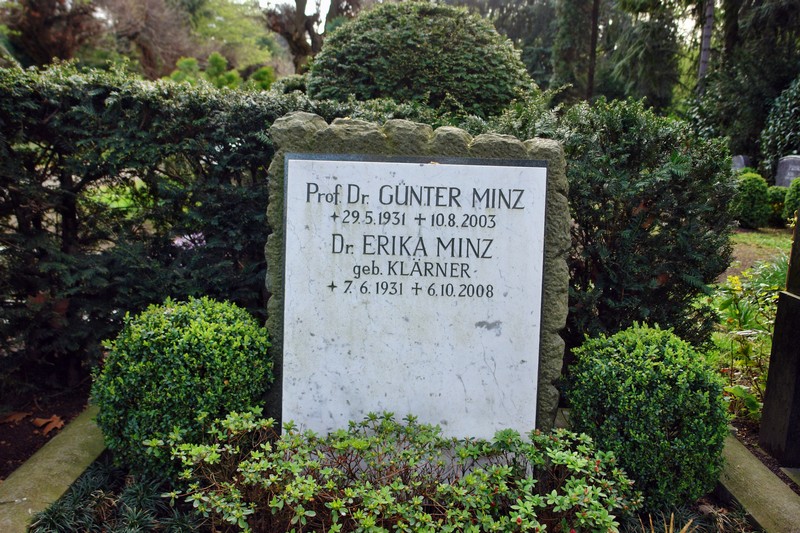 Prof. Dr. GÜNTER MINZ
+ 29.5.1931 + 10.8.2003
Dr. ERIKA MINZ
geb. KLÄRNER
+ 7.6.1931 + 6.10.2008